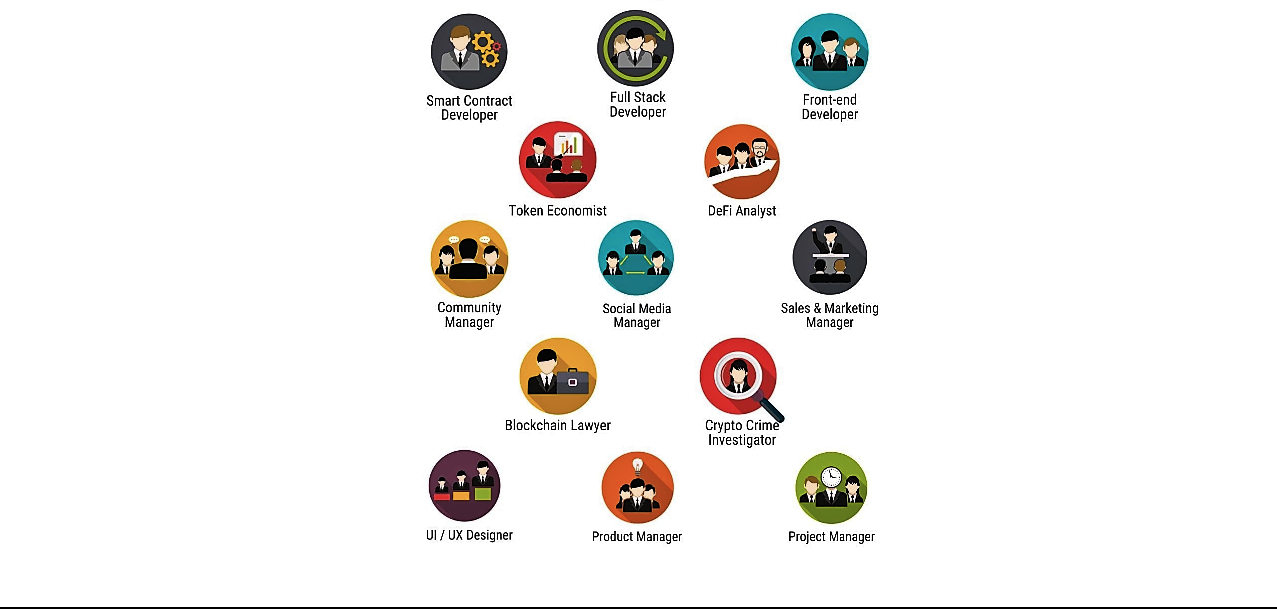 Smart Contract
Developer
Full Stack
Developer
Front-end
Developer
Token Economist
DeFi Analyst
Community
Manager
Social Media
Manager
Sales & Marketing
Manager
Blockchain Lawyer
Crypto Crime
Investigator
UI / UX Designer
Product Manager
Project Manager